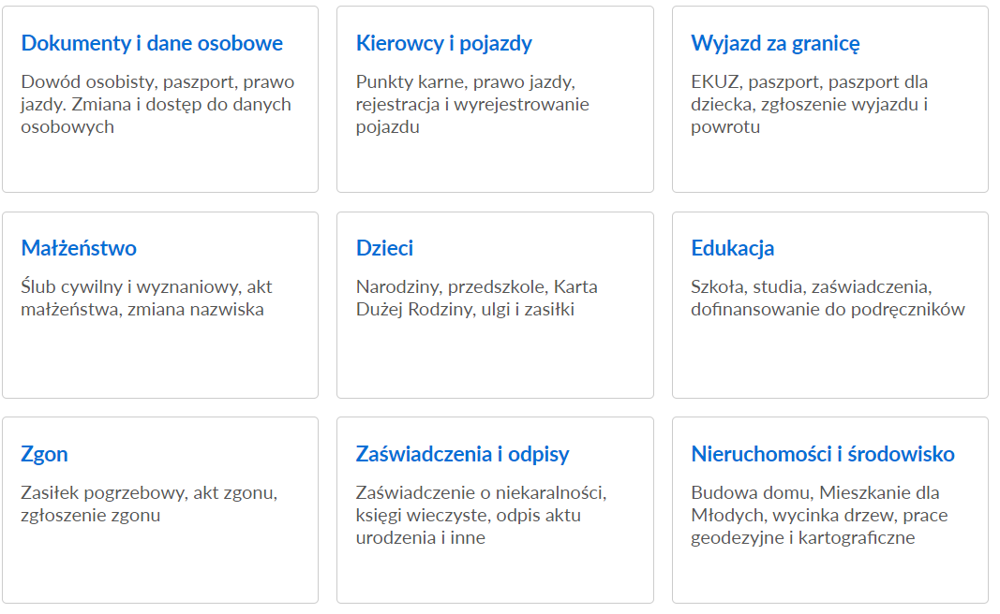 Dokumenty i dane osobowe
Dowód osobisty, paszport, prawo
jazdy. Zmiana i dostęp do danych
osobowych
Kierowcy i pojazdy
Punkty karne, prawo jazdy,
rejestracja i wyrejestrowanie
pojazdu
Wyjazd za granicę
EKUZ, paszport, paszport dla
dziecka, zgłoszenie wyjazdu i
powrotu
Małżeństwo
Ślub cywilny i wyznaniowy, akt
małżeństwa, zmiana nazwiska
Dzieci
Narodziny, przedszkole, Karta
Dużej Rodziny, ulgi i zasiłki
Edukacja
Szkoła, studia, zaświadczenia,
dofinansowanie do podręczników
Zgon
Zasiłek pogrzebowy, akt zgonu,
zgłoszenie zgonu
Zaświadczenia i odpisy
Zaświadczenie o niekaralności,
księgi wieczyste, odpis aktu
urodzenia i inne
Nieruchomości i środowisko
Budowa domu, Mieszkanie dla
Młodych, wycinka drzew, prace
geodezyjne i kartograficzne